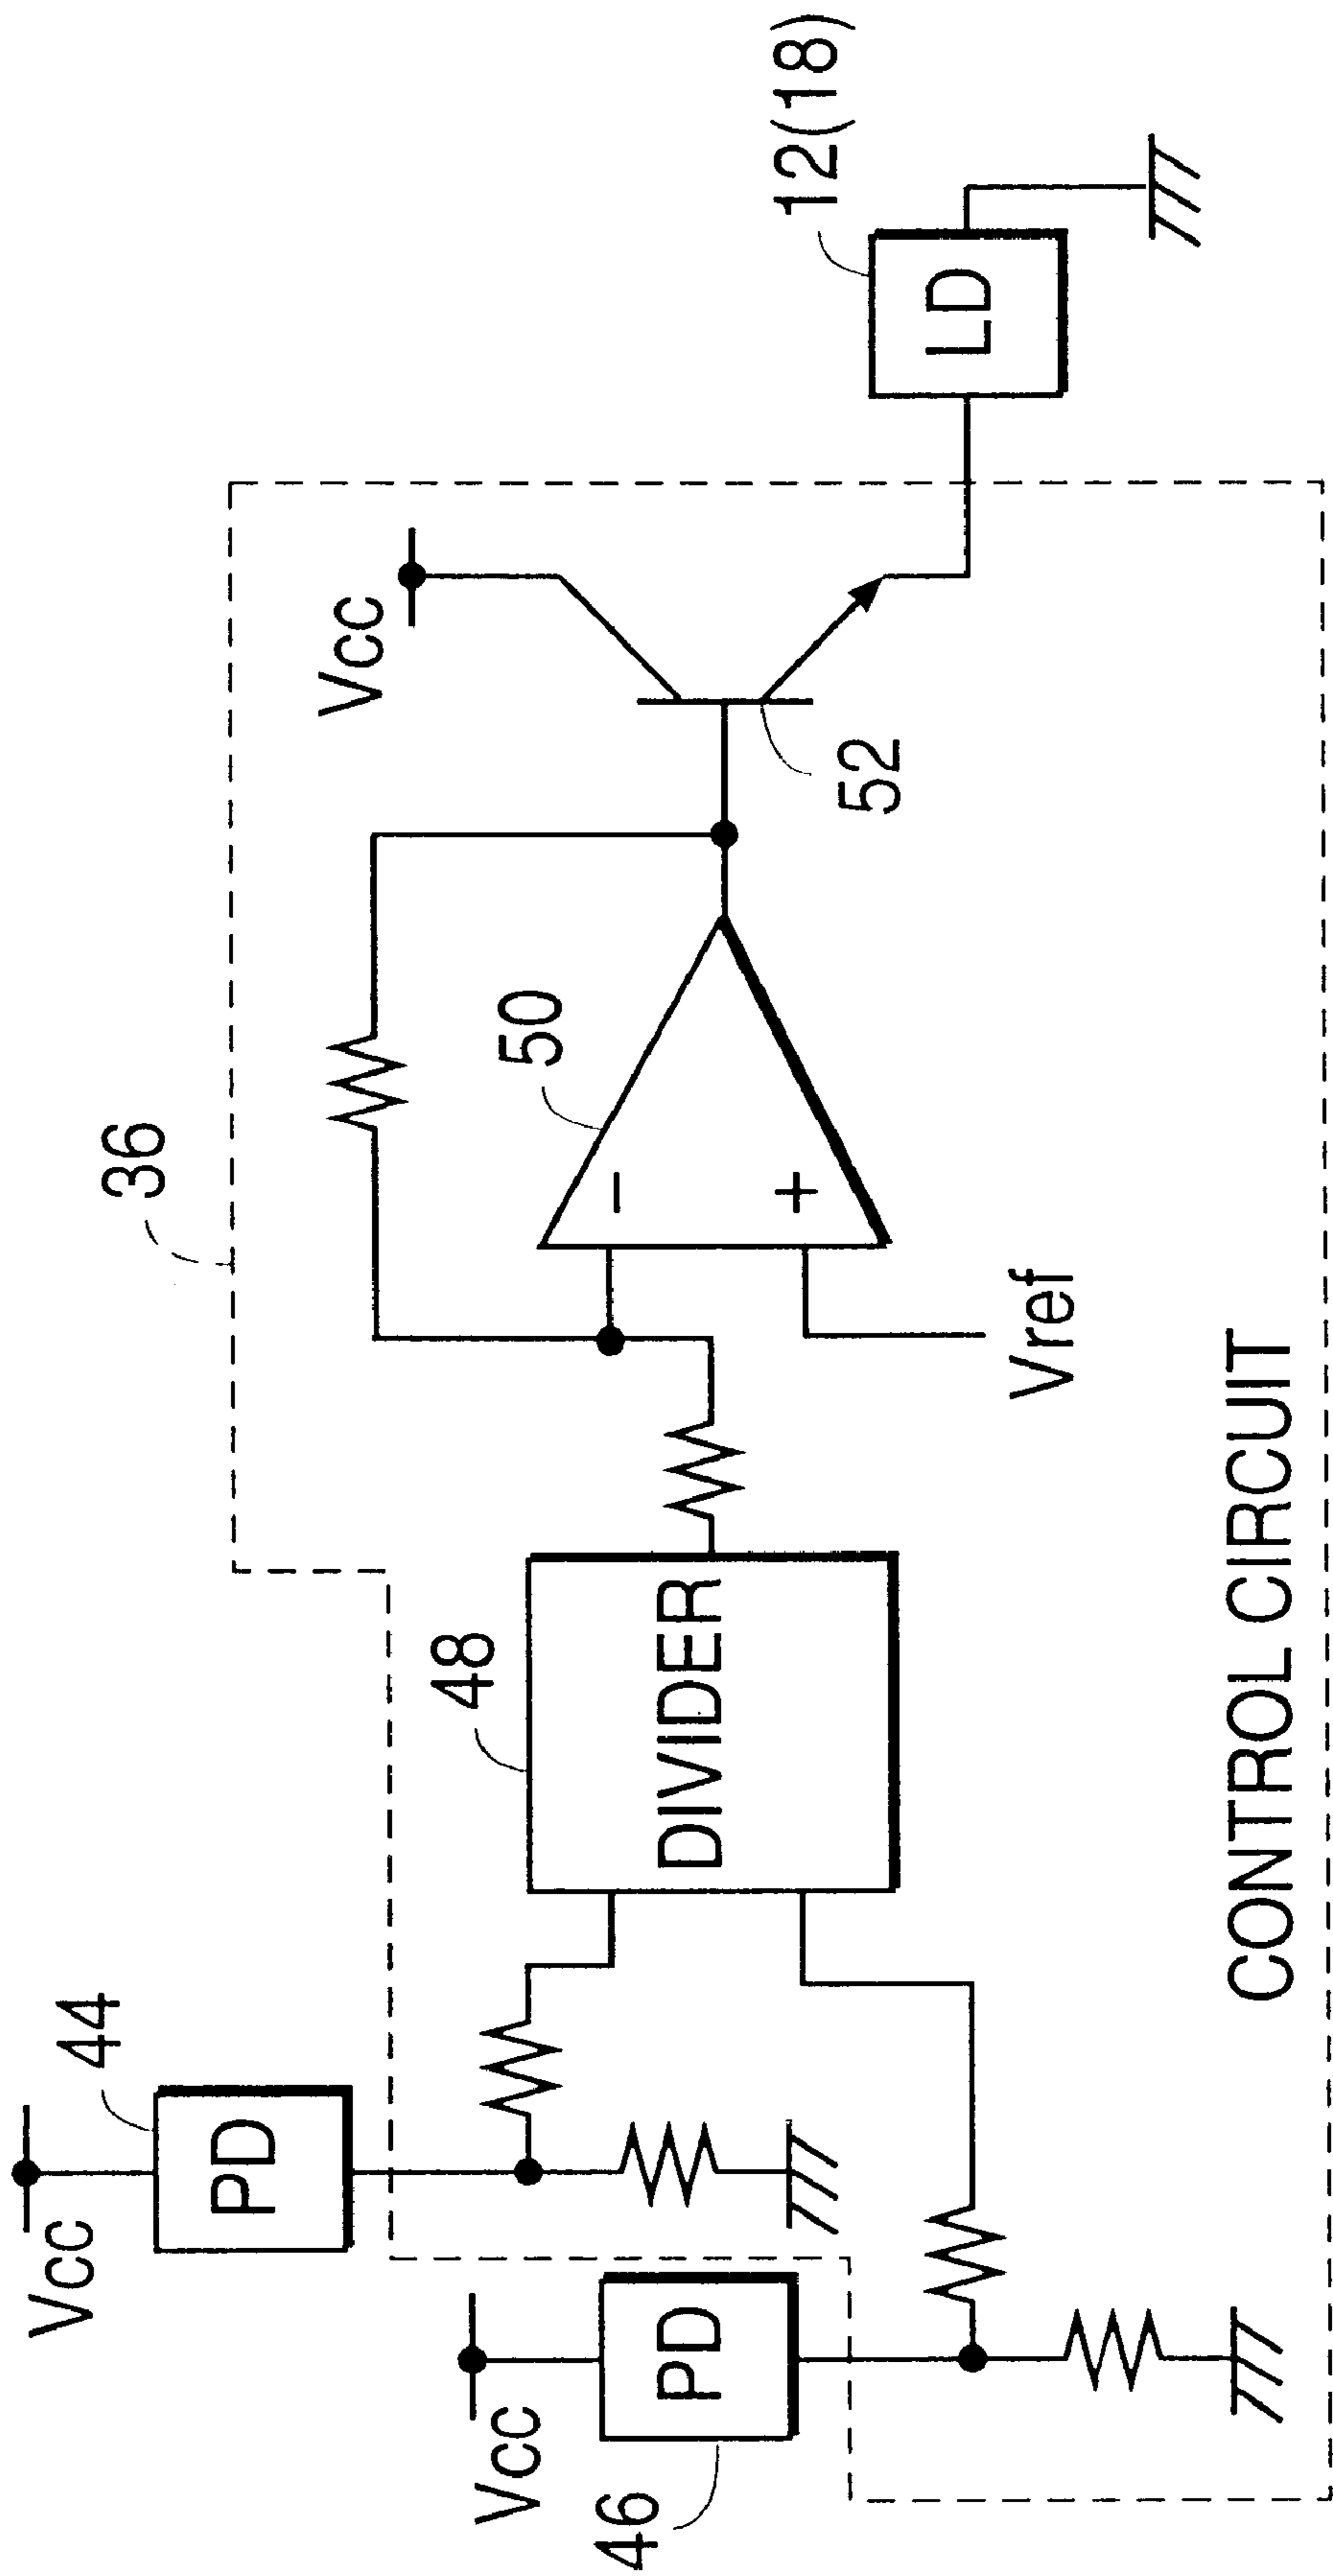 36
Vcc
44
PD
Vcc
46
PD
48
DIVIDER
50
−
+
Vref
Vcc
52
12(18)
LD
CONTROL CIRCUIT